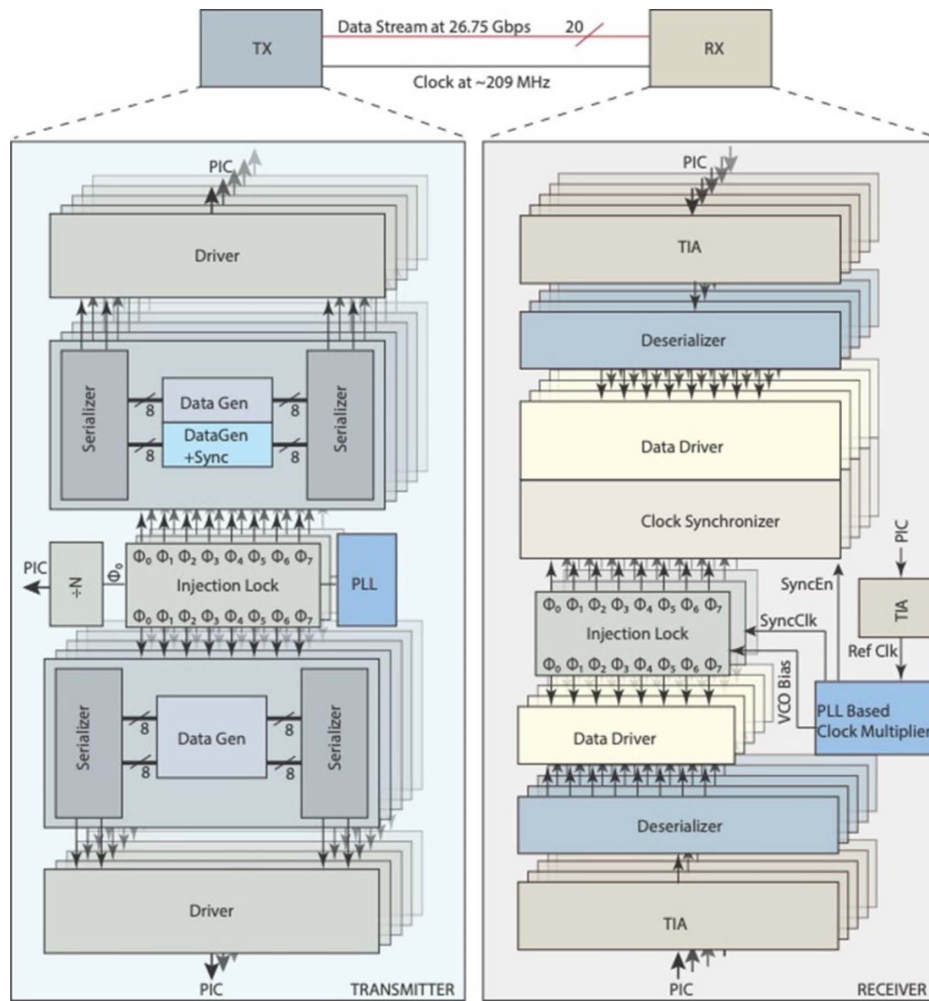 TX
Data Stream at 26.75 Gbps 20
RX
Clock at ~209 MHz
PIC
Driver
Serializer
Data Gen
8
8
DataGen
+Sync
8
8
Serializer
Φ0 Φ1 Φ2 Φ3 Φ4 Φ5 Φ6 Φ7
PIC
÷N
Φ0
Injection Lock
PLL
Φ0 Φ1 Φ2 Φ3 Φ4 Φ5 Φ6 Φ7
Serializer
8
8
Data Gen
8
8
Serializer
Driver
PIC
TRANSMITTER
PIC
TIA
Deserializer
Data Driver
Clock Synchronizer
PIC
SyncEn
TIA
Φ0 Φ1 Φ2 Φ3 Φ4 Φ5 Φ6 Φ7
Injection Lock
SyncClk
Ref Clk
Φ0 Φ1 Φ2 Φ3 Φ4 Φ5 Φ6 Φ7
VCO Bias
PLL Based
Clock Multiplier
Data Driver
Deserializer
TIA
PIC
RECEIVER